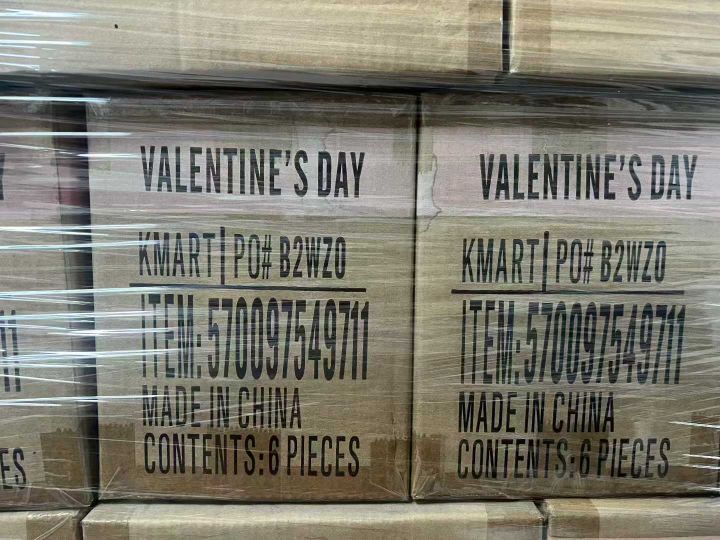 VALENTINE'S DAY
KMART | PO# B2WZ0
ITEM: 570097549711
MADE IN CHINA
CONTENTS: 6 PIECES
VALENTINE'S DAY
KMART | PO# B2WZ0
ITEM: 570097549711
MADE IN CHINA
CONTENTS: 6 PIECES